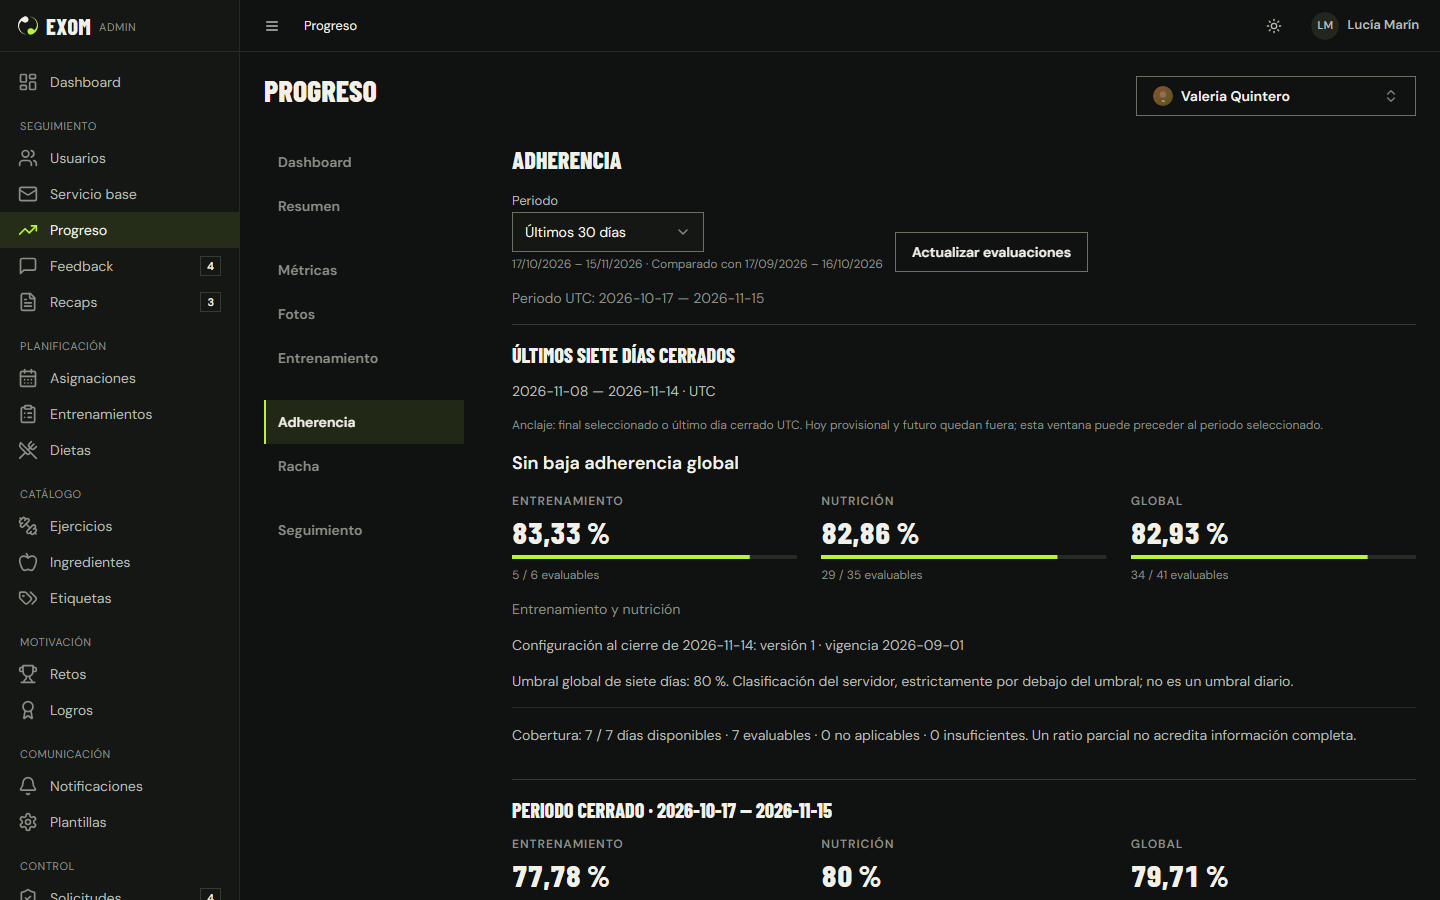 EXOM ADMIN
Progreso
LM Lucía Marín
Dashboard
SEGUIMIENTO
Usuarios
Servicio base
Progreso
Feedback 4
Recaps 3
PLANIFICACIÓN
Asignaciones
Entrenamientos
Dietas
CATÁLOGO
Ejercicios
Ingredientes
Etiquetas
MOTIVACIÓN
Retos
Logros
COMUNICACIÓN
Notificaciones
Plantillas
CONTROL
Solicitudes 4
PROGRESO
Valeria Quintero
Dashboard
Resumen
Métricas
Fotos
Entrenamiento
Adherencia
Racha
Seguimiento
ADHERENCIA
Periodo
Últimos 30 días
17/10/2026 – 15/11/2026 · Comparado con 17/09/2026 – 16/10/2026
Actualizar evaluaciones
Periodo UTC: 2026-10-17 — 2026-11-15
ÚLTIMOS SIETE DÍAS CERRADOS
2026-11-08 — 2026-11-14 · UTC
Anclaje: final seleccionado o último día cerrado UTC. Hoy provisional y futuro quedan fuera; esta ventana puede preceder al periodo seleccionado.
Sin baja adherencia global
ENTRENAMIENTO NUTRICIÓN GLOBAL
83,33 % 82,86 % 82,93 %
5 / 6 evaluables 29 / 35 evaluables 34 / 41 evaluables
Entrenamiento y nutrición
Configuración al cierre de 2026-11-14: versión 1 · vigencia 2026-09-01
Umbral global de siete días: 80 %. Clasificación del servidor, estrictamente por debajo del umbral; no es un umbral diario.
Cobertura: 7 / 7 días disponibles · 7 evaluables · 0 no aplicables · 0 insuficientes. Un ratio parcial no acredita información completa.
PERIODO CERRADO · 2026-10-17 — 2026-11-15
ENTRENAMIENTO NUTRICIÓN GLOBAL
77,78 % 80 % 79,71 %